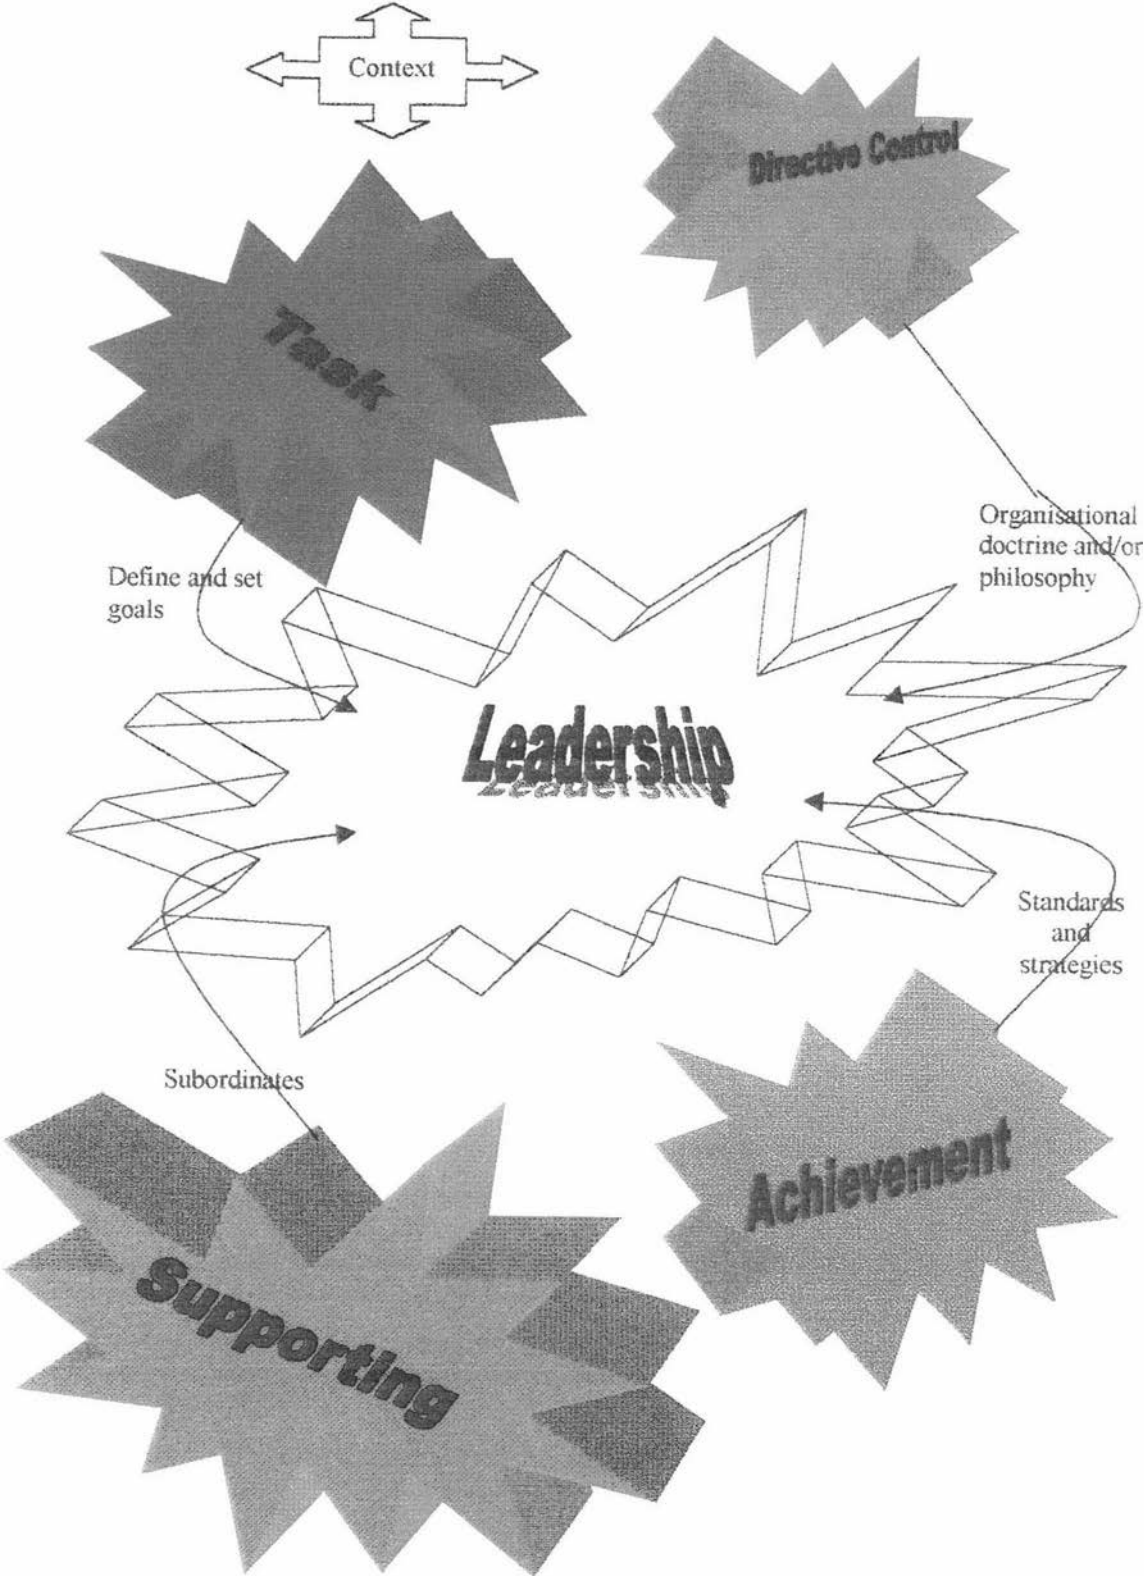 Context
Directive Control
Task
Organisational
doctrine and/or
philosophy
Define and set
goals
Leadership
Standards
and
strategies
Subordinates
Achievement
Supporting